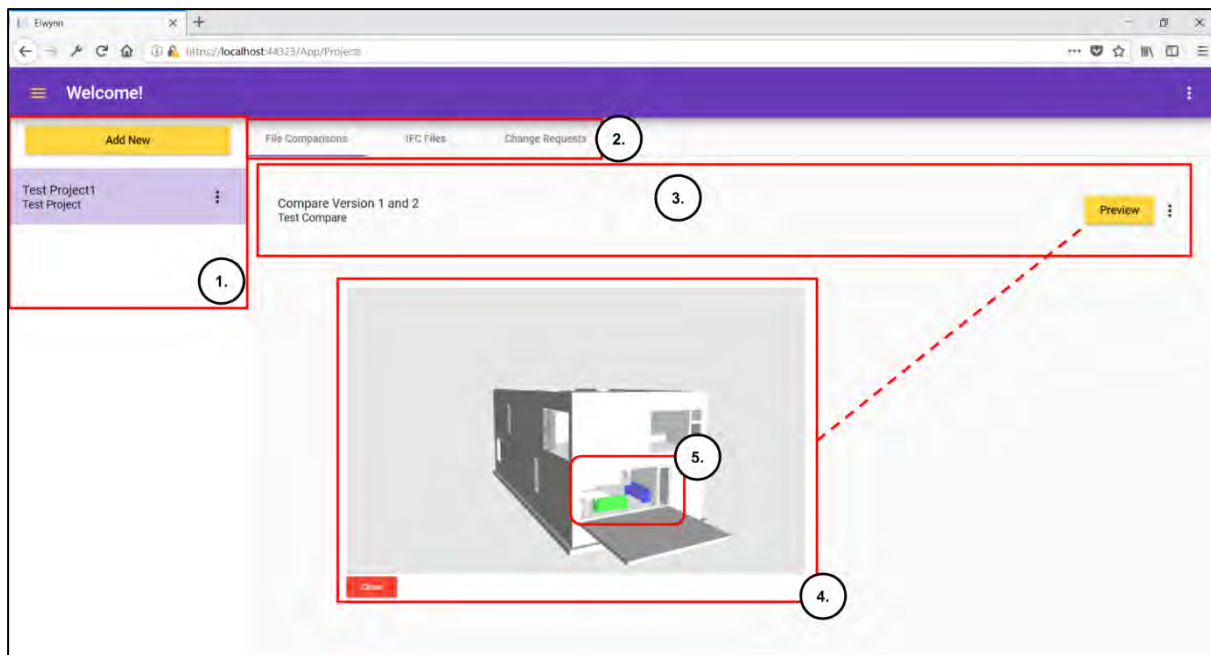 Elwynn
https://localhost:44323/App/Projects
Welcome!
Add New
File Comparisons IFC Files Change Requests 2.
Test Project1
Test Project
1.
3.
Compare Version 1 and 2
Test Compare
Preview
5.
Close
4.